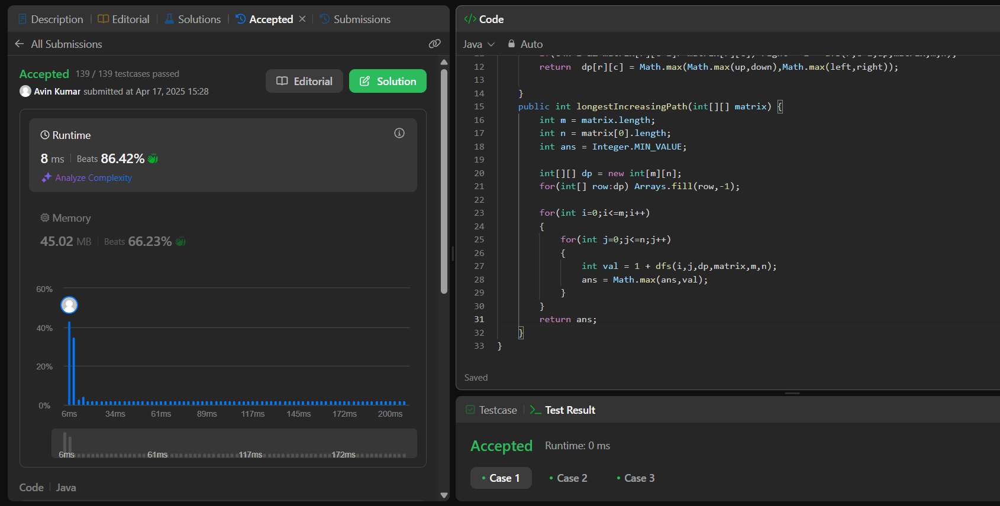 Description
Editorial
Solutions
Accepted
Submissions
All Submissions
Accepted 139 / 139 testcases passed
Avin Kumar submitted at Apr 17, 2025 15:28
Editorial
Solution
Runtime
8 ms Beats 86.42%
Analyze Complexity
Memory
45.02 MB Beats 66.23%
60%
40%
20%
0%
6ms 34ms 61ms 89ms 117ms 145ms 172ms 200ms
6ms 61ms 117ms 172ms
Code Java
</> Code
Java Auto
12 return dp[r][c] = Math.max(Math.max(up,down),Math.max(left,right));
13
14 }
15 public int longestIncreasingPath(int[][] matrix) {
16 int m = matrix.length;
17 int n = matrix[0].length;
18 int ans = Integer.MIN_VALUE;
19
20 int[][] dp = new int[m][n];
21 for(int[] row:dp) Arrays.fill(row,-1);
22
23 for(int i=0;i<=m;i++)
24 {
25 for(int j=0;j<=n;j++)
26 {
27 int val = 1 + dfs(i,j,dp,matrix,m,n);
28 ans = Math.max(ans,val);
29 }
30 }
31 return ans;
32 }
33 }
Saved
Testcase
Test Result
Accepted Runtime: 0 ms
Case 1
Case 2
Case 3